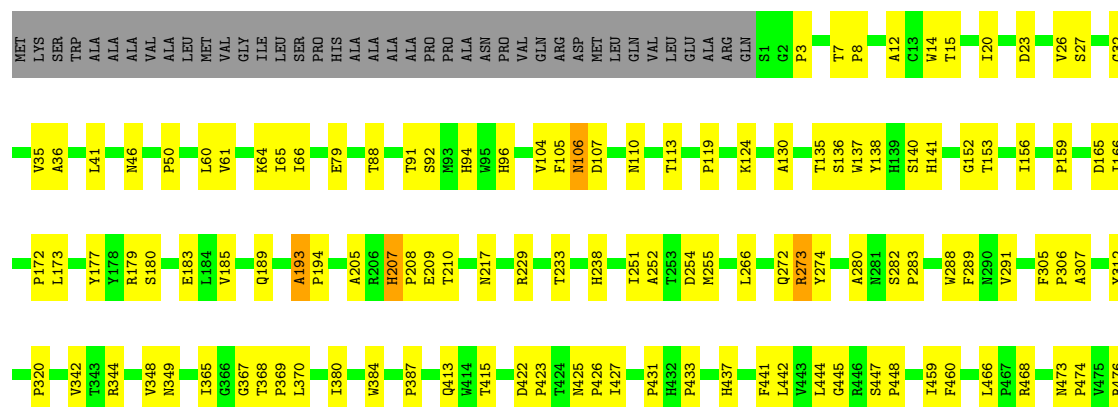 MET LYS SER TRP ALA ALA ALA VAL ALA LEU MET VAL GLY ILE LEU SER PRO HIS ALA ALA ALA ALA PRO PRO ALA ASN PRO VAL GLN ARG ASP MET LEU GLN VAL LEU GLU ALA ARG GLN S1 G2 P3 T7 P8 A12 C13 W14 T15 I20 D23 V26 S27
V35 A36 L41 N46 P50 L60 V61 K64 I65 I66 E79 T88 T91 S92 M93 H94 W95 H96 V104 F105 N106 D107 N110 T113 P119 K124 A130 T135 S136 W137 Y138 H139 S140 H141 G152 T153 I156 P159 D165
P172 L173 Y177 Y178 R179 S180 E183 L184 V185 Q189 A193 P194 A205 R206 H207 P208 E209 T210 N217 R229 T233 H238 I251 A252 T253 D254 M255 L266 Q272 R273 Y274 A280 N281 S282 P283 W288 F289 N290 V291 F305 P306 A307
P320 V342 T343 R344 V348 N349 I365 G366 G367 T368 P369 L370 I380 W384 P387 Q413 W414 T415 D422 P423 T424 N425 P426 I427 P431 H432 P433 H437 F441 L442 V443 L444 G445 R446 S447 P448 I459 F460 L466 P467 R468 N473 P474 V475